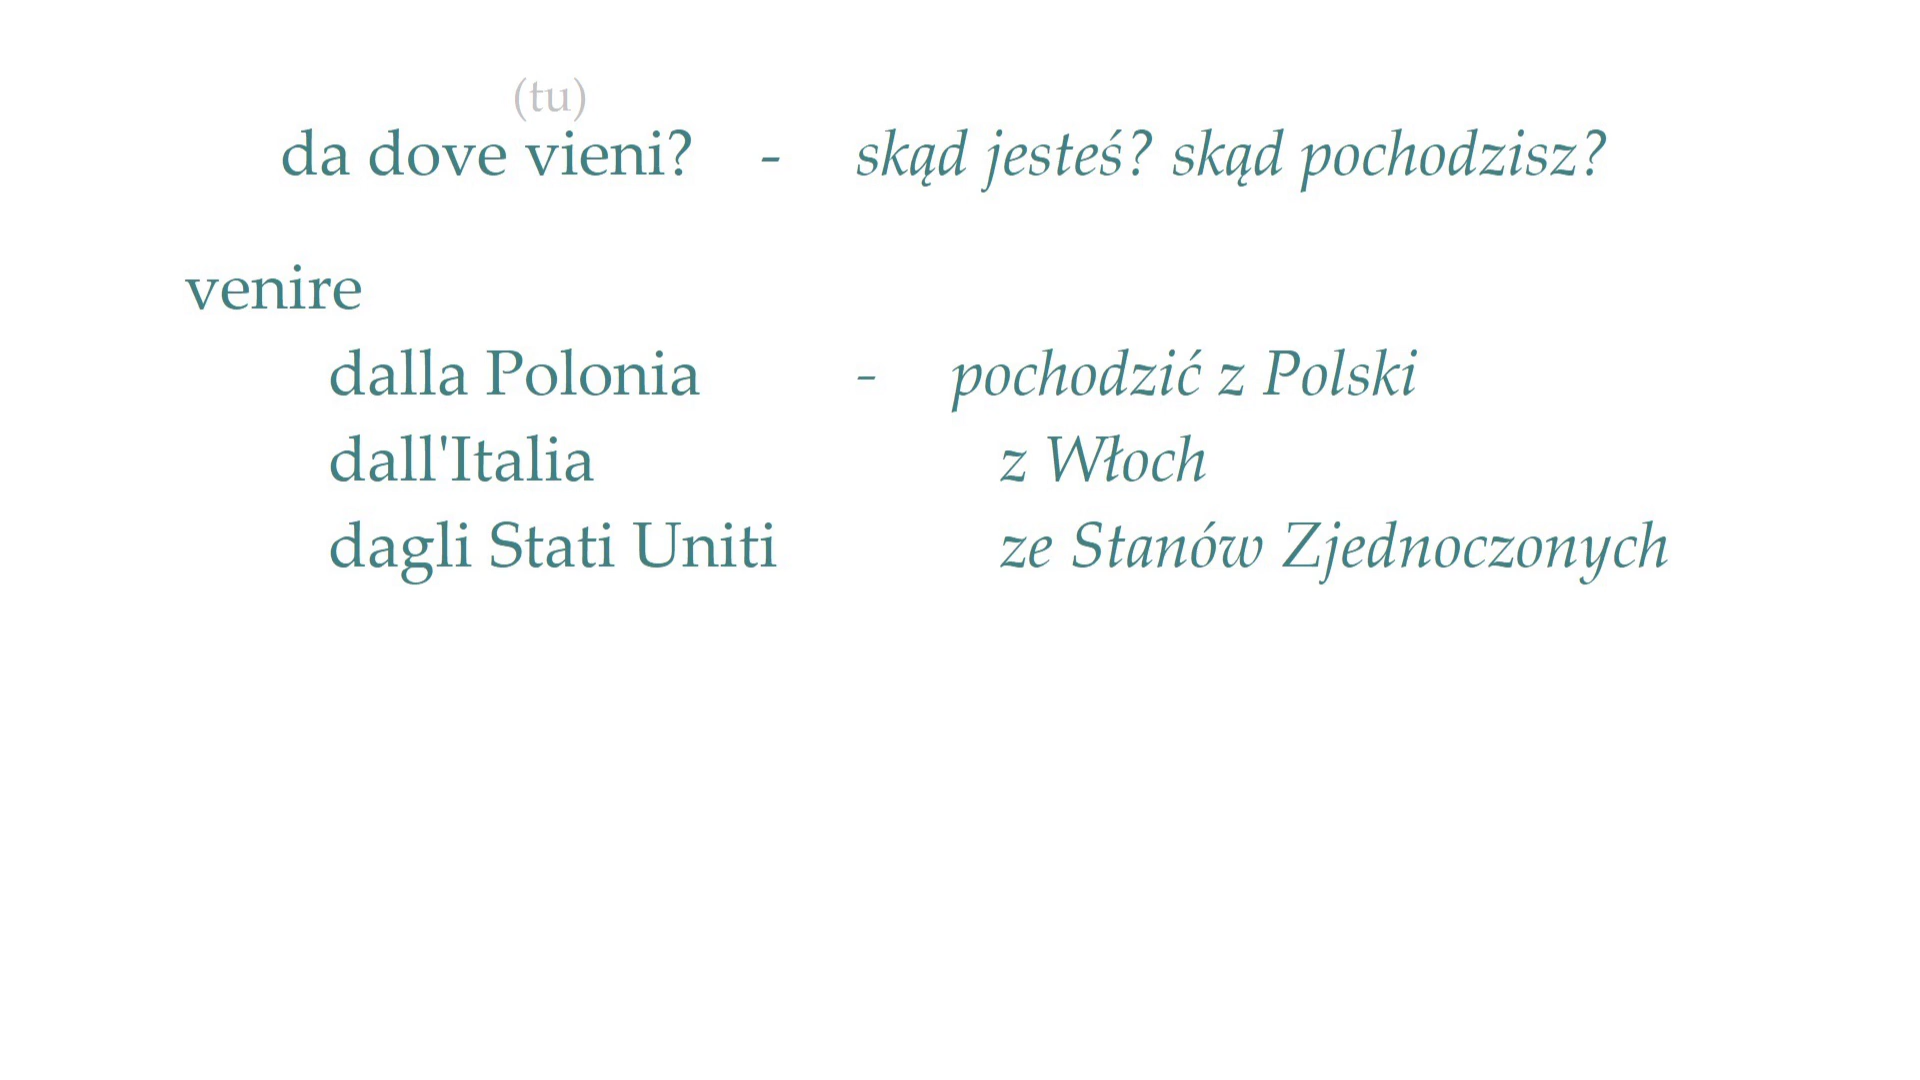 (tu)
da dove vieni? - skąd jesteś? skąd pochodzisz?
venire
dalla Polonia - pochodzić z Polski
dall'Italia z Włoch
dagli Stati Uniti ze Stanów Zjednoczonych